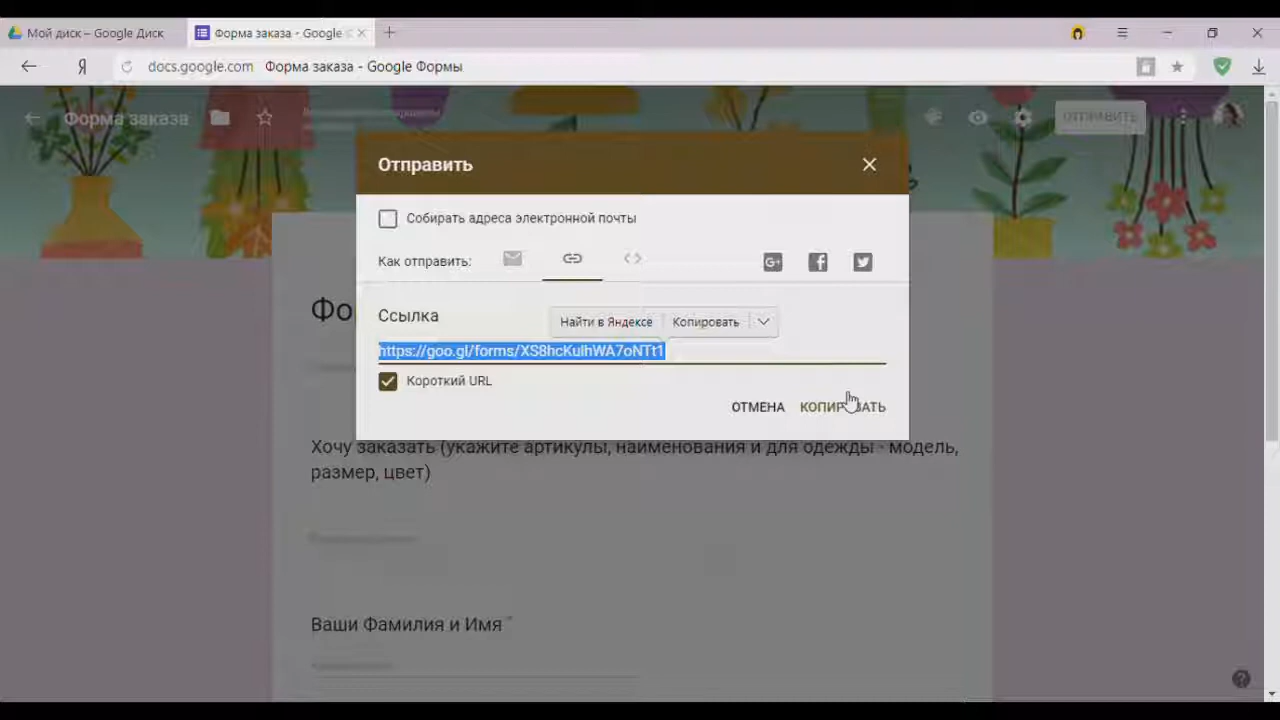 Мой диск – Google Диск
Форма заказа - Google
docs.google.com Форма заказа - Google Формы
Форма заказа
ОТПРАВИТЬ
Отправить
Собирать адреса электронной почты
Как отправить:
G+
Ссылка
Найти в Яндексе
Копировать
https://goo.gl/forms/XS8hcKulhWA7oNTt1
Короткий URL
ОТМЕНА
Хочу заказать (укажите артикулы, наименования и для одежды - модель,
размер, цвет)
Ваши Фамилия и Имя *